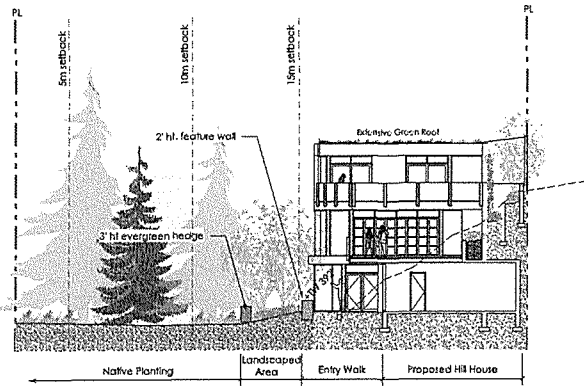 PL
PL
5m setback
10m setback
15m setback
2' ht. feature wall
Extensive Green Roof
3' ht evergreen hedge
Native Planting
Landscaped
Area
Entry Walk
Proposed Hill House